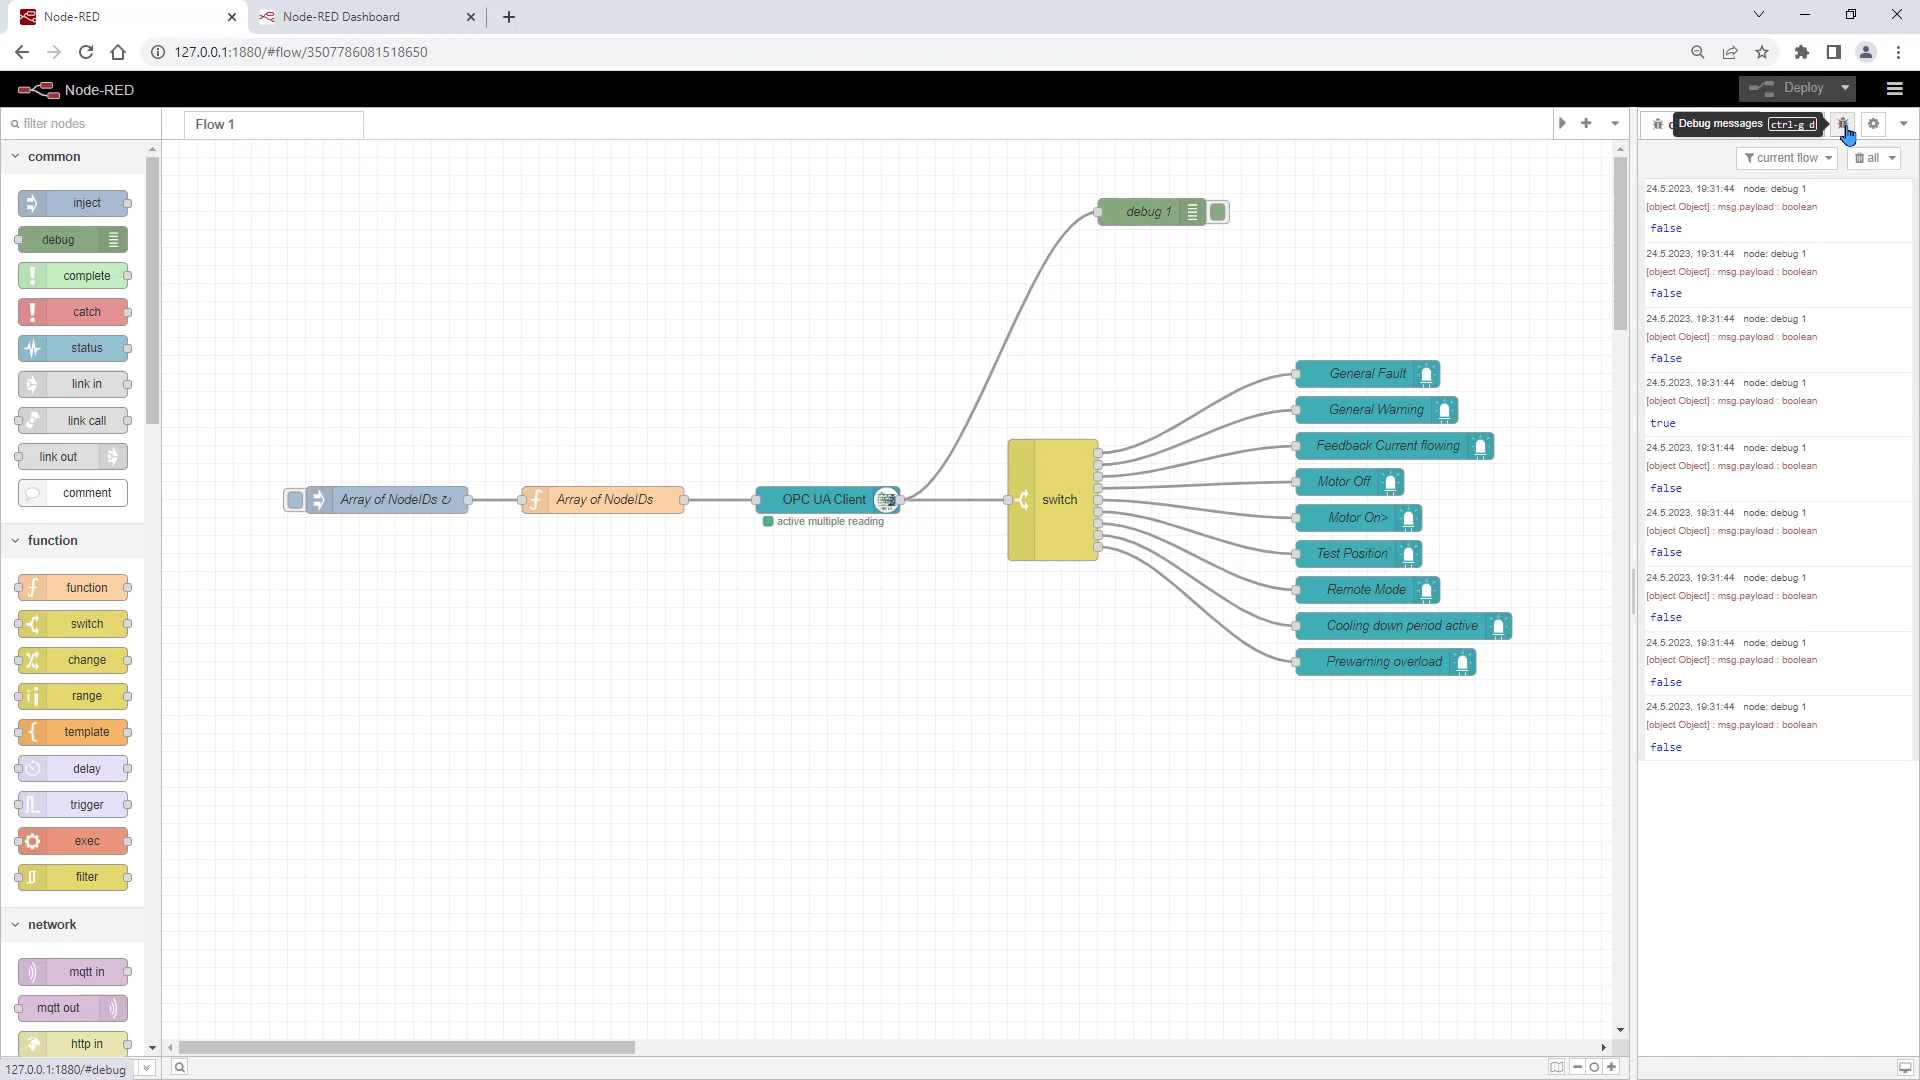 Node-RED
Node-RED Dashboard
127.0.0.1:1880/#flow/3507786081518650
Node-RED
Deploy
filter nodes
Flow 1
Debug messages ctrl-g d
current flow
all
common
inject
debug
complete
catch
status
link in
link call
link out
comment
function
function
switch
change
range
template
delay
trigger
exec
filter
network
mqtt in
mqtt out
http in
127.0.0.1:1880/#debug
debug 1
Array of NodeIDs ↻
Array of NodeIDs
OPC UA Client
active multiple reading
switch
General Fault
General Warning
Feedback Current flowing
Motor Off
Motor On>
Test Position
Remote Mode
Cooling down period active
Prewarning overload
24.5.2023, 19:31:44 node: debug 1
[object Object] : msg.payload : boolean
false
24.5.2023, 19:31:44 node: debug 1
[object Object] : msg.payload : boolean
false
24.5.2023, 19:31:44 node: debug 1
[object Object] : msg.payload : boolean
false
24.5.2023, 19:31:44 node: debug 1
[object Object] : msg.payload : boolean
true
24.5.2023, 19:31:44 node: debug 1
[object Object] : msg.payload : boolean
false
24.5.2023, 19:31:44 node: debug 1
[object Object] : msg.payload : boolean
false
24.5.2023, 19:31:44 node: debug 1
[object Object] : msg.payload : boolean
false
24.5.2023, 19:31:44 node: debug 1
[object Object] : msg.payload : boolean
false
24.5.2023, 19:31:44 node: debug 1
[object Object] : msg.payload : boolean
false